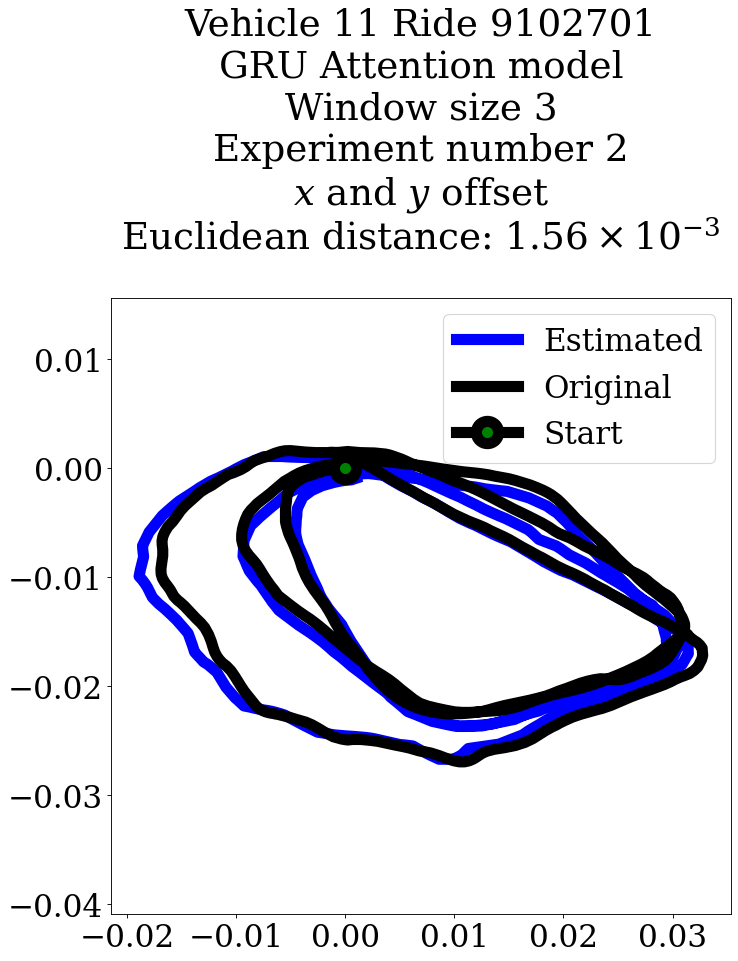 Vehicle 11 Ride 9102701
GRU Attention model
Window size 3
Experiment number 2
x and y offset
Euclidean distance: 1.56 × 10⁻³
Estimated
Original
Start
0.01
0.00
−0.01
−0.02
−0.03
−0.04
−0.02 −0.01 0.00 0.01 0.02 0.03